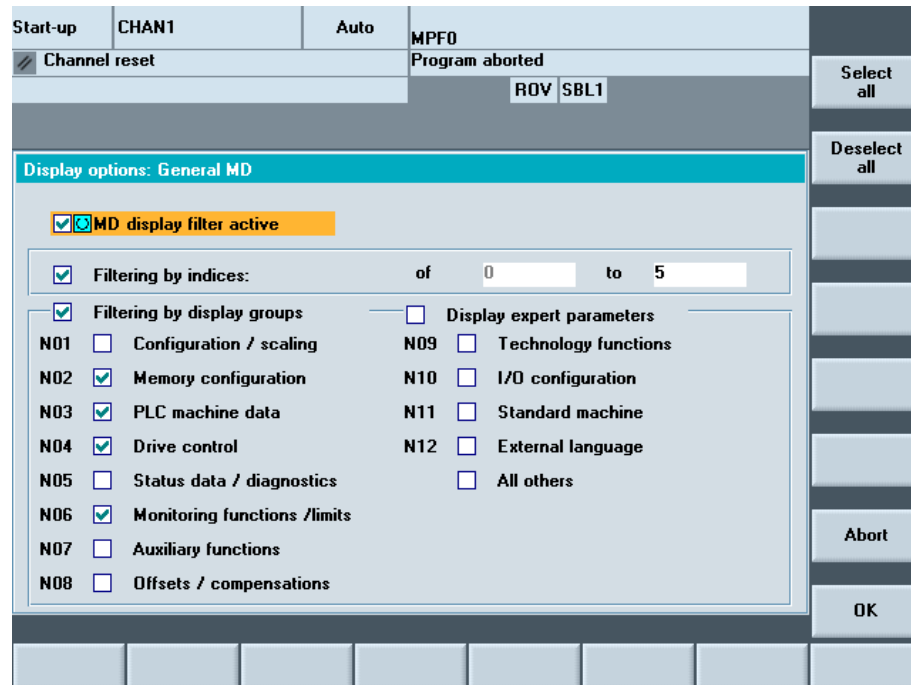 Start-up CHAN1 Auto MPF0
Channel reset Program aborted
ROV SBL1
Select all
Deselect all
Display options: General MD
MD display filter active
Filtering by indices: of 0 to 5
Filtering by display groups Display expert parameters
N01 Configuration / scaling N09 Technology functions
N02 Memory configuration N10 I/O configuration
N03 PLC machine data N11 Standard machine
N04 Drive control N12 External language
N05 Status data / diagnostics All others
N06 Monitoring functions /limits
N07 Auxiliary functions
N08 Offsets / compensations
Abort
OK